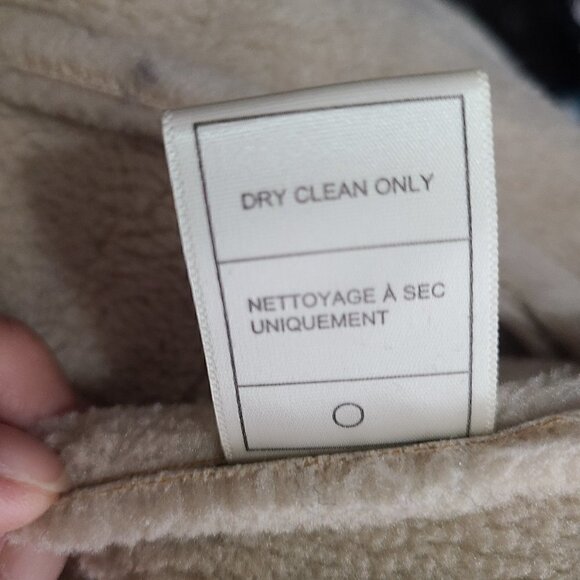 DRY CLEAN ONLY
NETTOYAGE À SEC
UNIQUEMENT